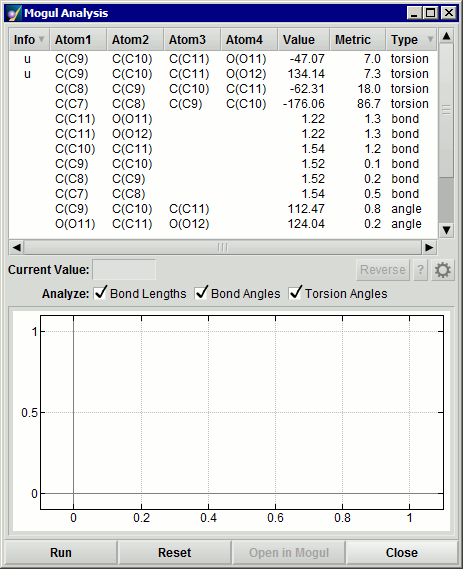 Mogul Analysis
Info Atom1 Atom2 Atom3 Atom4 Value Metric Type
u C(C9) C(C10) C(C11) O(O11) -47.07 7.0 torsion
u C(C9) C(C10) C(C11) O(O12) 134.14 7.3 torsion
C(C8) C(C9) C(C10) C(C11) -62.31 18.0 torsion
C(C7) C(C8) C(C9) C(C10) -176.06 86.7 torsion
C(C11) O(O11) 1.22 1.3 bond
C(C11) O(O12) 1.22 1.3 bond
C(C10) C(C11) 1.54 1.2 bond
C(C9) C(C10) 1.52 0.1 bond
C(C8) C(C9) 1.52 0.2 bond
C(C7) C(C8) 1.54 0.5 bond
C(C9) C(C10) C(C11) 112.47 0.8 angle
O(O11) C(C11) O(O12) 124.04 0.2 angle
Current Value: Reverse ?
Analyze: Bond Lengths Bond Angles Torsion Angles
1
0.5
0
0 0.2 0.4 0.6 0.8 1
Run Reset Open in Mogul Close